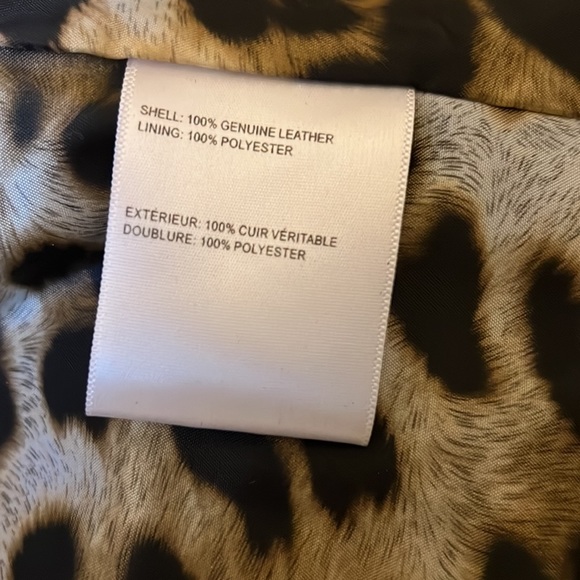 SHELL: 100% GENUINE LEATHER
LINING: 100% POLYESTER
EXTÉRIEUR: 100% CUIR VÉRITABLE
DOUBLURE: 100% POLYESTER